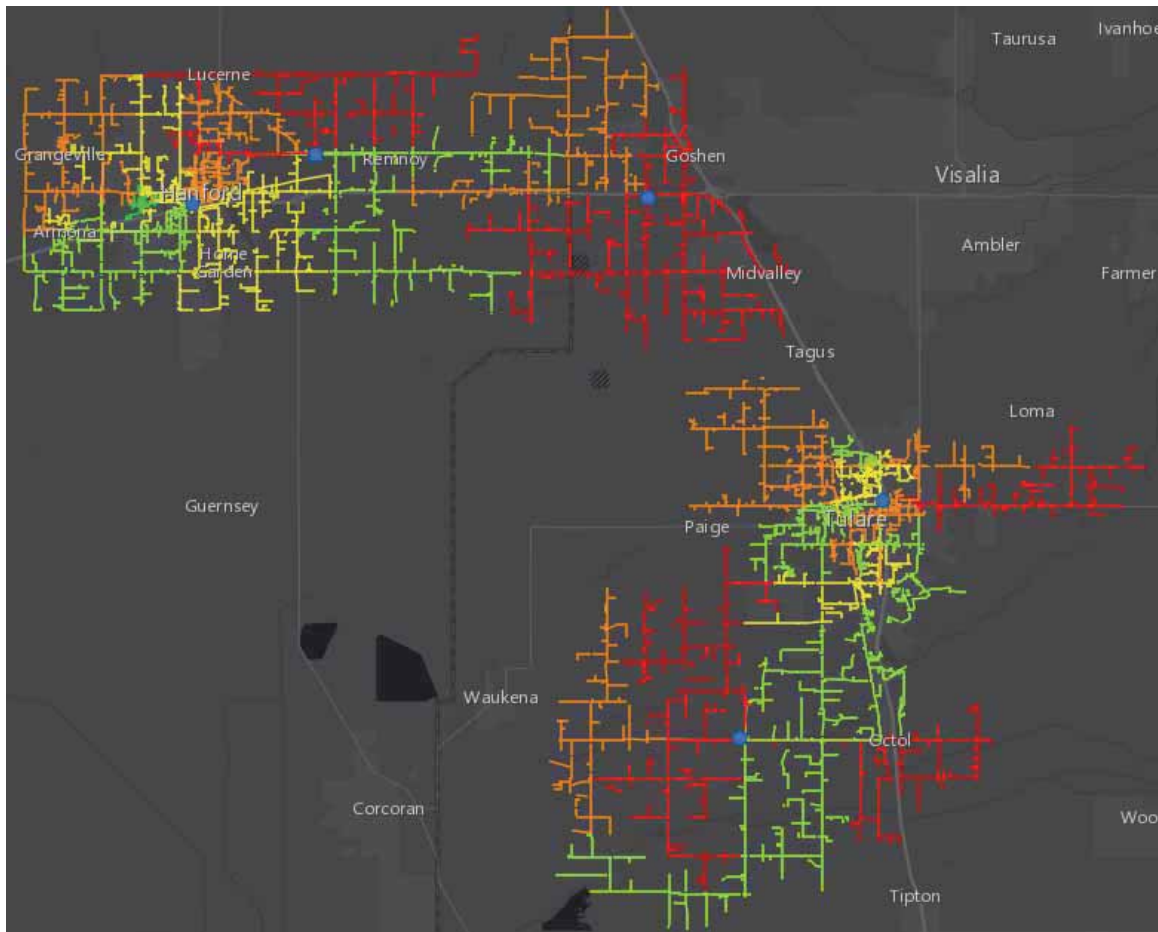 Ivanhoe
Taurusa
Lucerne
Grangeville
Remnoy
Goshen
Visalia
Hanford
Armona
Ambler
Home
Garden
Midvalley
Farmer
Tagus
Loma
Guernsey
Paige
Tulare
Waukena
Octol
Corcoran
Woo
Tipton